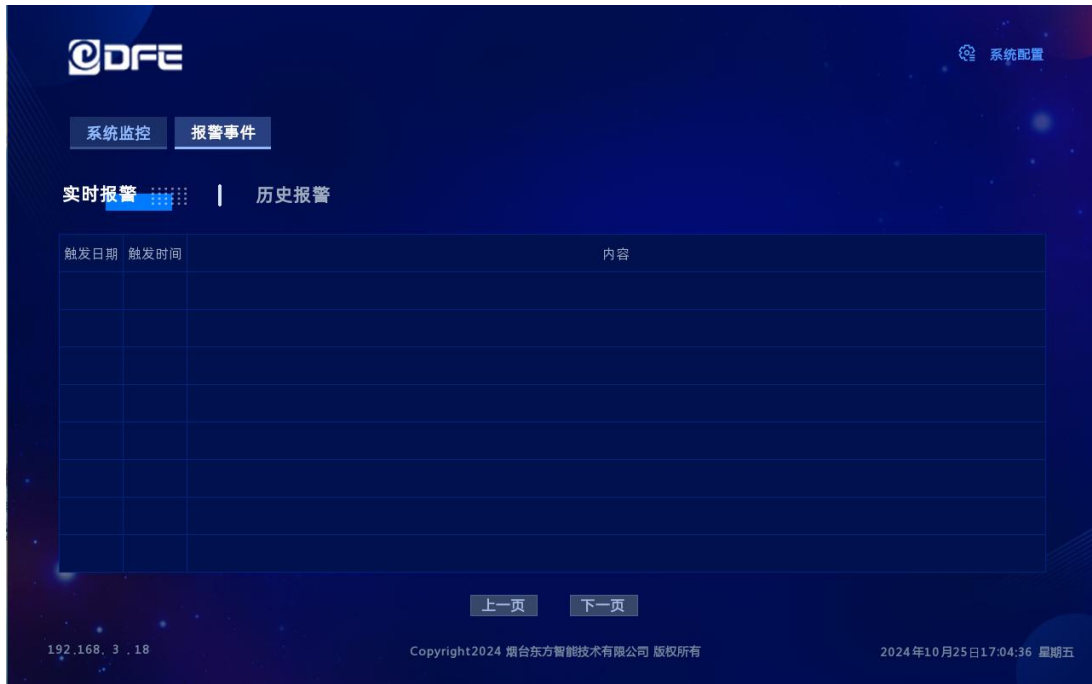 DFE
系统配置
系统监控 报警事件
实时报警 历史报警
触发日期 触发时间 内容
上一页 下一页
192.168. 3 .18 Copyright2024 烟台东方智能技术有限公司 版权所有 2024年10月25日17:04:36 星期五